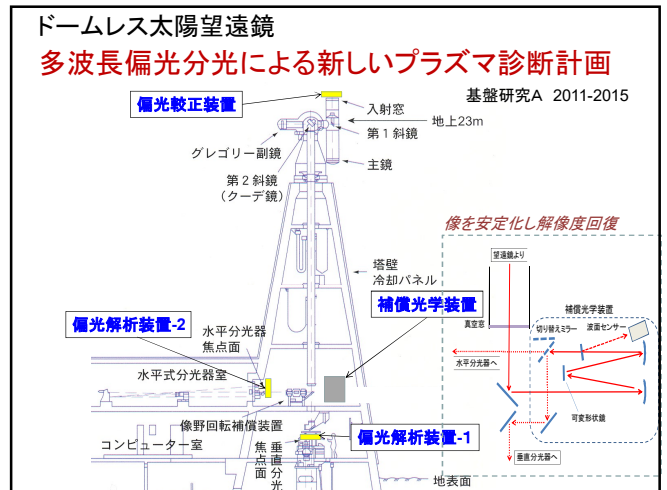 ドームレス太陽望遠鏡
多波長偏光分光による新しいプラズマ診断計画
基盤研究A 2011-2015
偏光較正装置
入射窓
地上23m
第1斜鏡
グレゴリー副鏡
主鏡
第2斜鏡
(クーデ鏡)
像を安定化し解像度回復
望遠鏡より
塔壁
冷却パネル
補償光学装置
補償光学装置
切り替えミラー
波面センサー
真空窓
偏光解析装置-2
水平分光器
焦点面
水平分光器へ
水平式分光器室
可変形状鏡
像野回転補償装置
偏光解析装置-1
コンピューター室
焦点面
垂直分光
垂直分光器へ
地表面